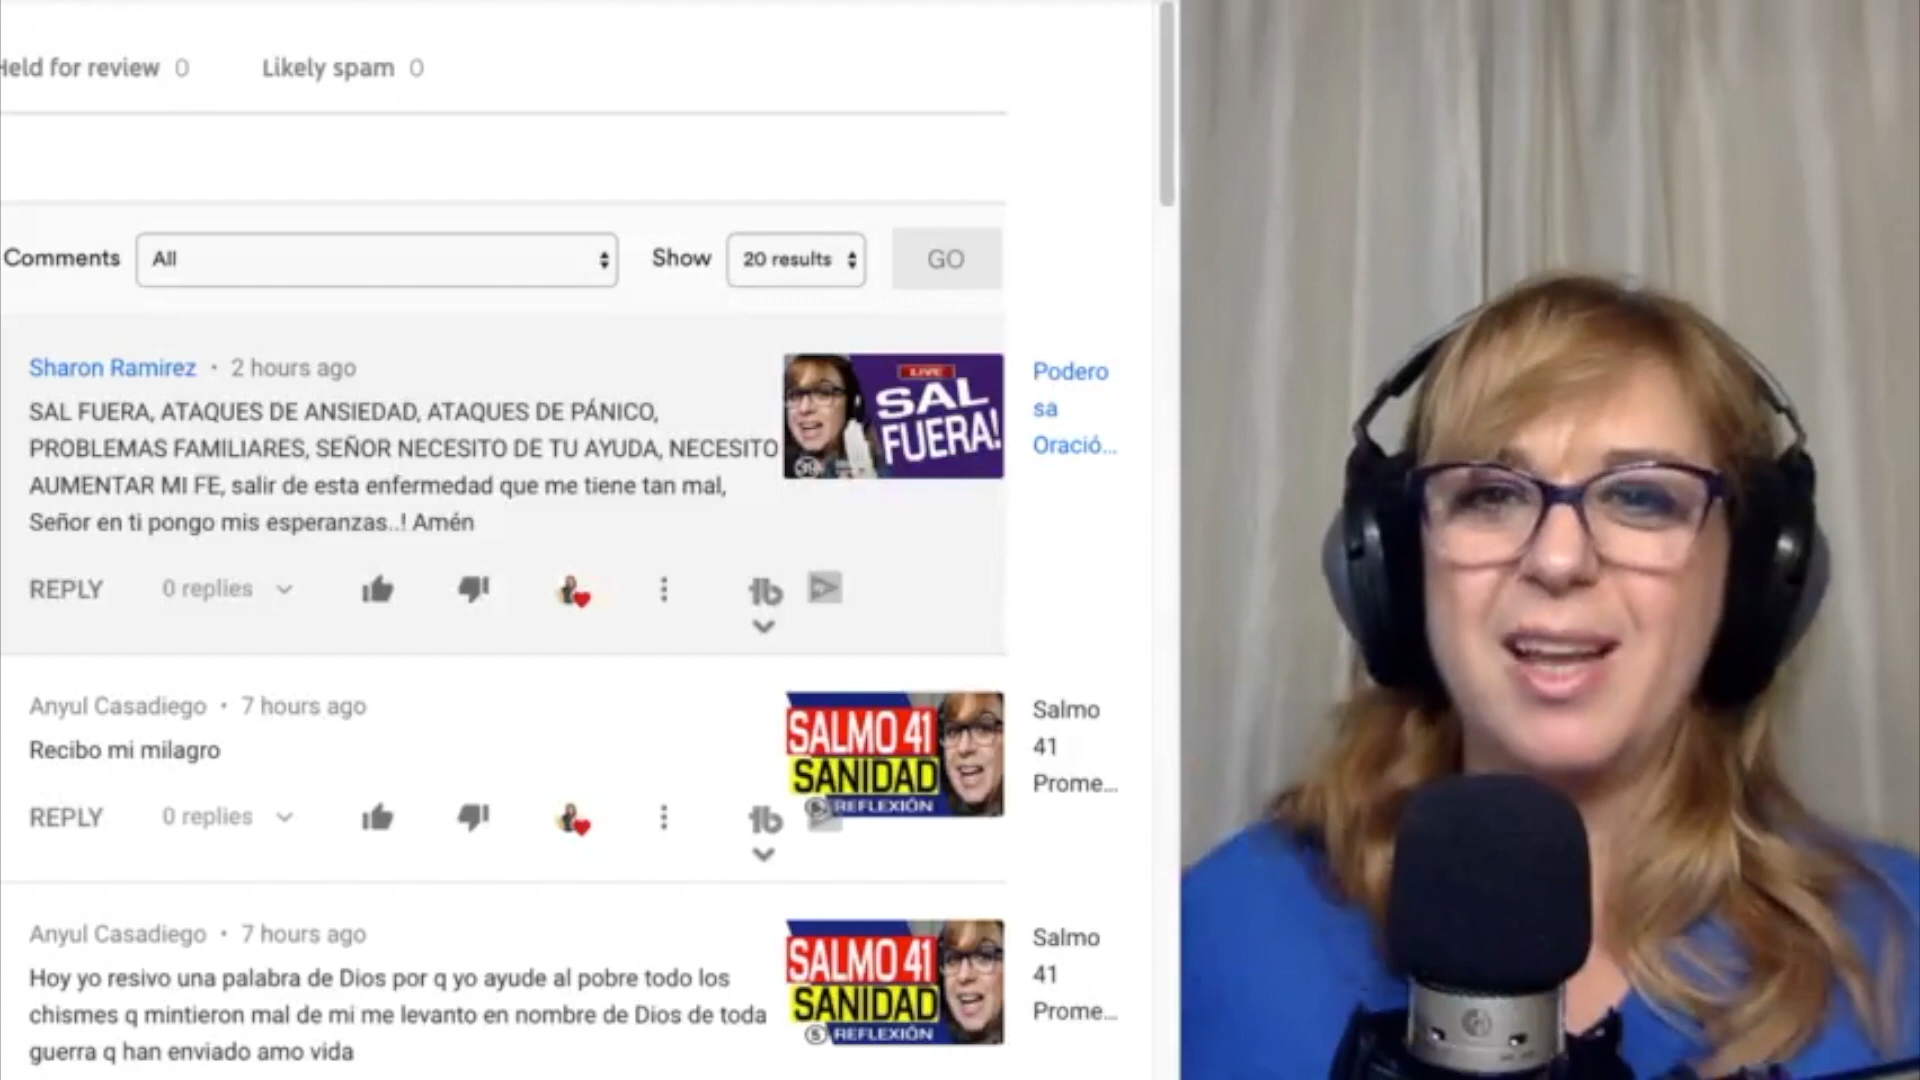 Held for review 0 Likely spam 0
Comments All Show 20 results GO
Sharon Ramirez • 2 hours ago
SAL FUERA, ATAQUES DE ANSIEDAD, ATAQUES DE PÁNICO,
PROBLEMAS FAMILIARES, SEÑOR NECESITO DE TU AYUDA, NECESITO
AUMENTAR MI FE, salir de esta enfermedad que me tiene tan mal,
Señor en ti pongo mis esperanzas..! Amén
LIVE
SAL
FUERA!
Podero
sa
Oració...
REPLY 0 replies
Anyul Casadiego • 7 hours ago
Recibo mi milagro
SALMO 41
SANIDAD
REFLEXIÓN
Salmo
41
Prome...
REPLY 0 replies
Anyul Casadiego • 7 hours ago
Hoy yo resivo una palabra de Dios por q yo ayude al pobre todo los
chismes q mintieron mal de mi me levanto en nombre de Dios de toda
guerra q han enviado amo vida
SALMO 41
SANIDAD
REFLEXIÓN
Salmo
41
Prome...